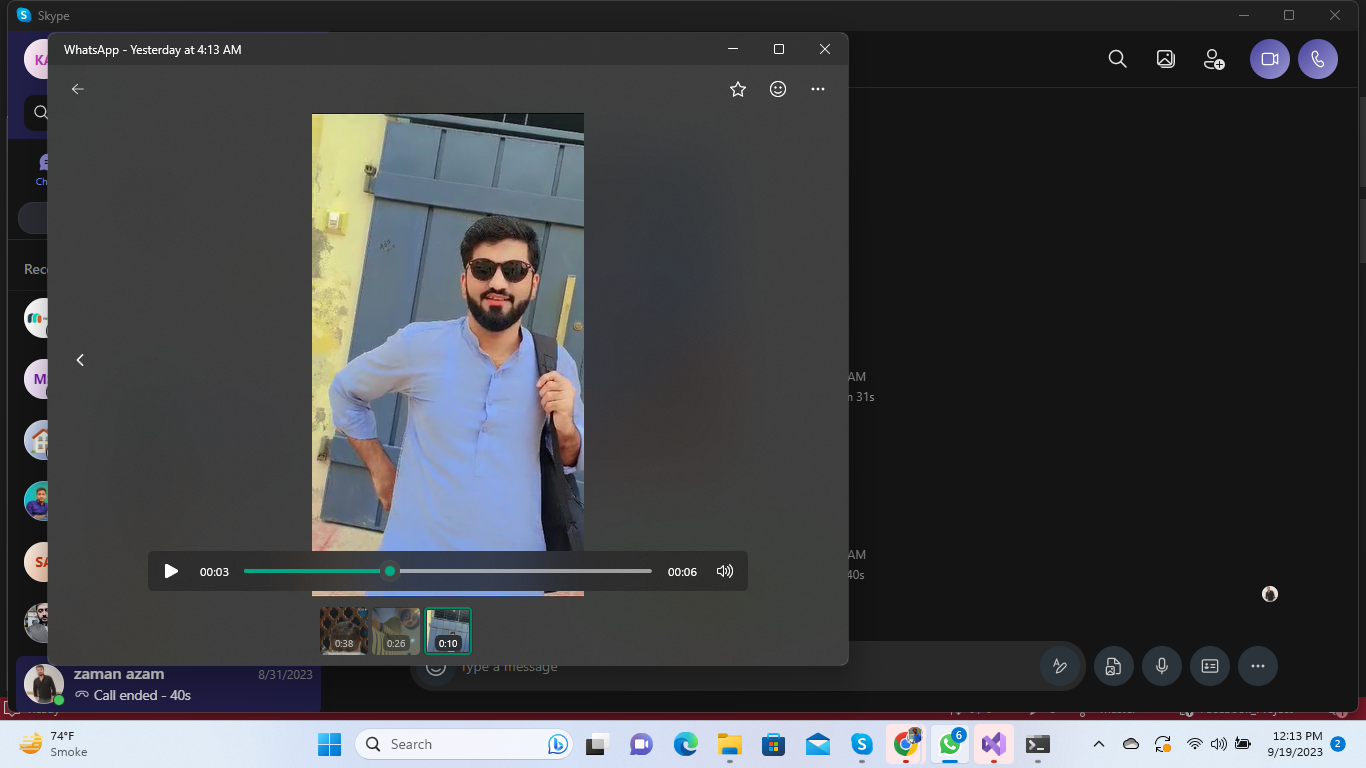 Skype
WhatsApp - Yesterday at 4:13 AM
KA
Ch
Rec
MS
SA
AM
31s
AM
40s
00:03
00:06
0:38
0:26
0:10
zaman azam
8/31/2023
Call ended - 40s
Type a message
Ready
74°F
Smoke
Search
6
12:13 PM
9/19/2023
2